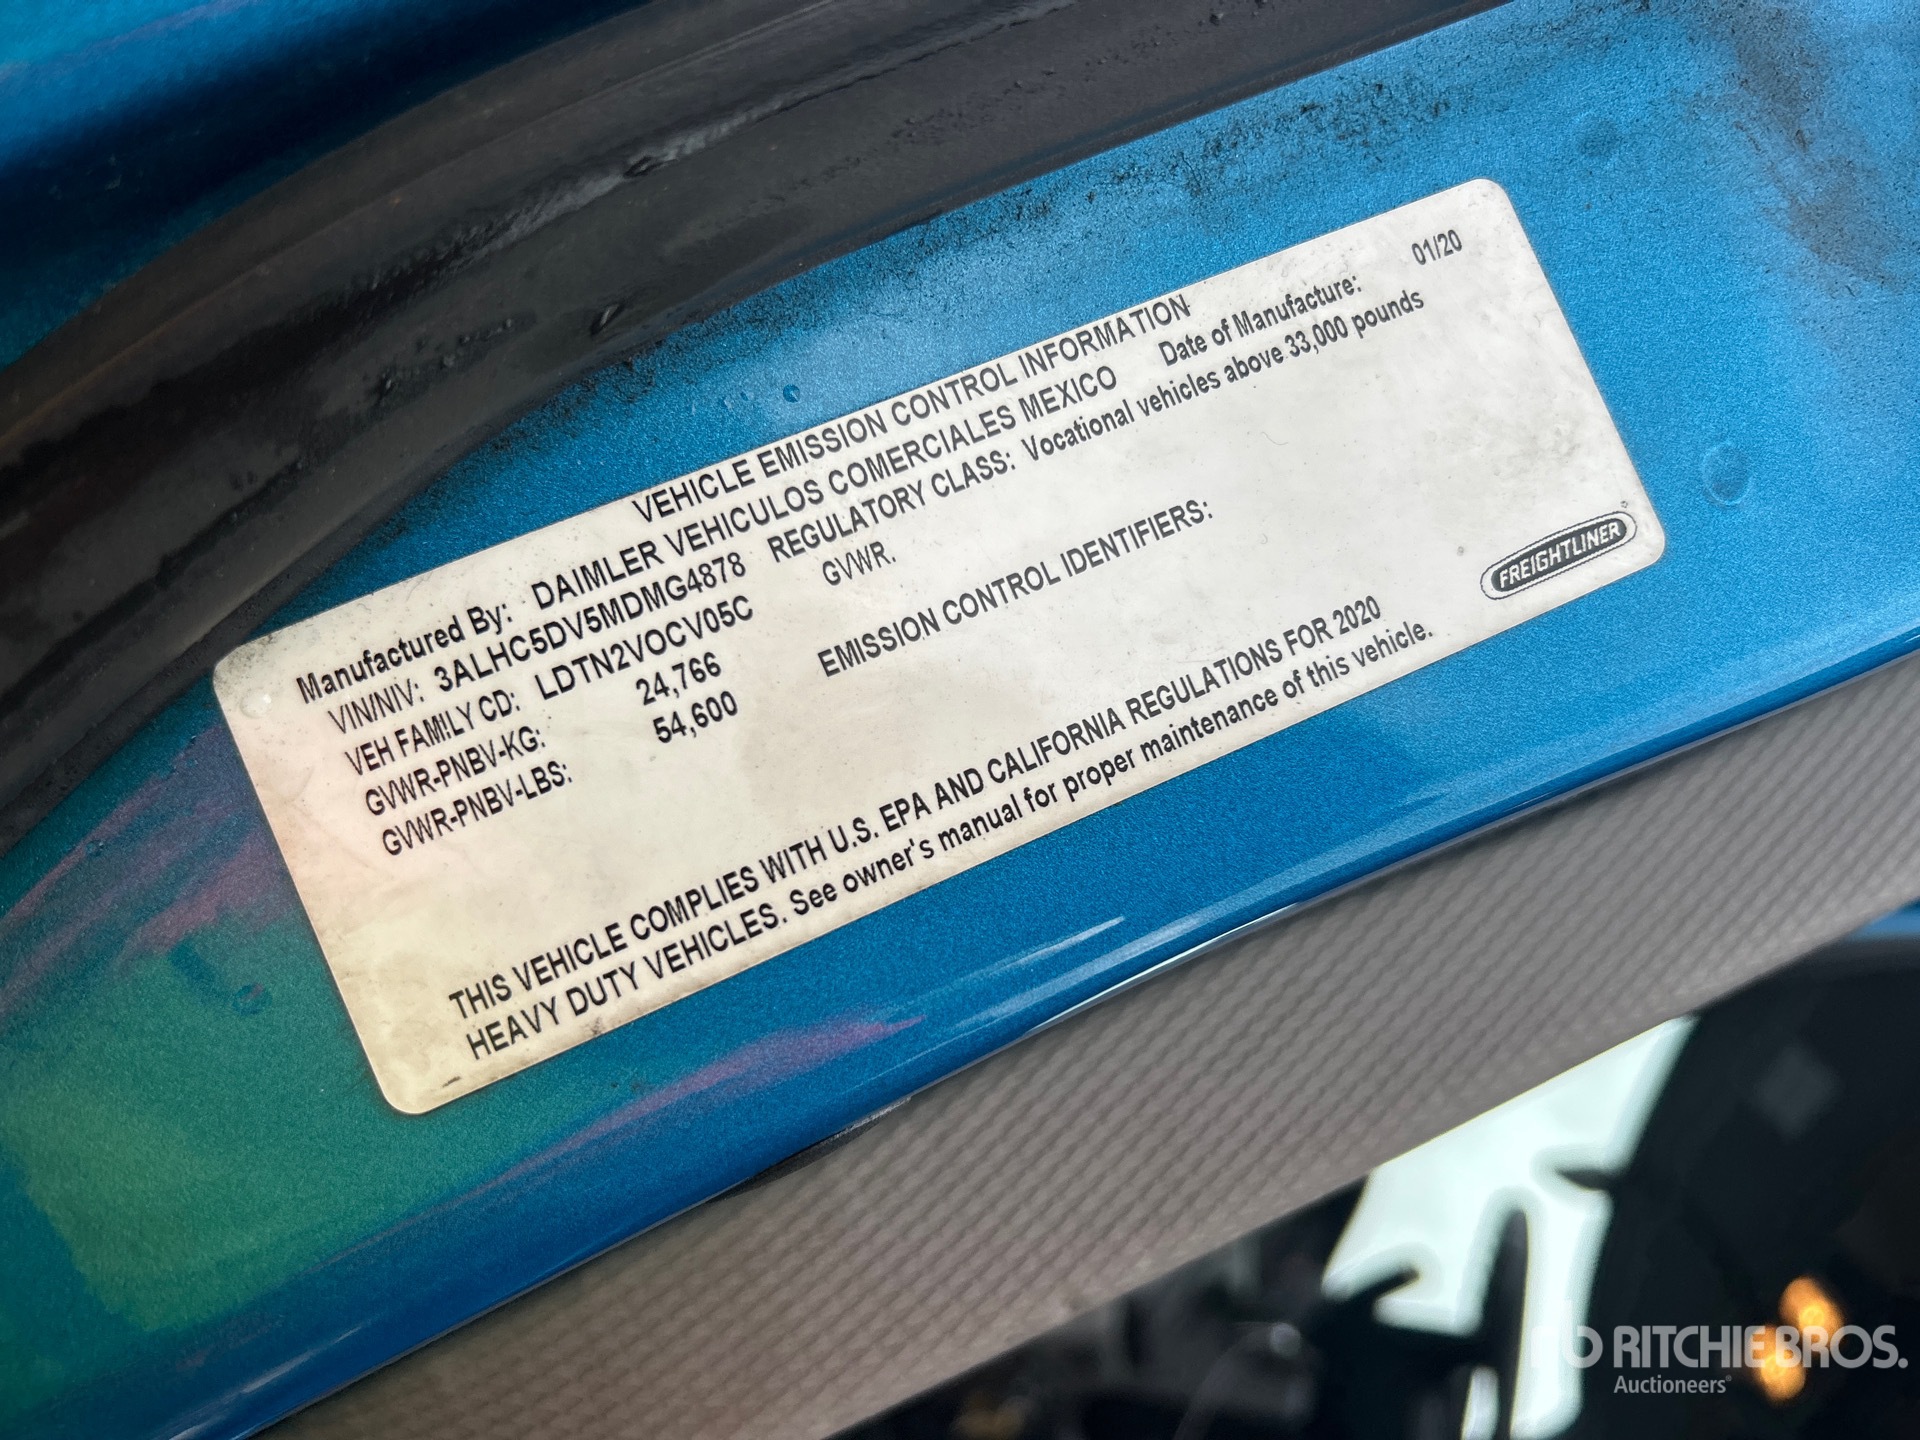 VEHICLE EMISSION CONTROL INFORMATION
Manufactured By: DAIMLER VEHICULOS COMERCIALES MEXICO Date of Manufacture: 01/20
VIN/NIV: 3ALHC5DV5MDMG4878 REGULATORY CLASS: Vocational vehicles above 33,000 pounds
VEH FAMILY CD: LDTN2VOCV05C GVWR.
GVWR-PNBV-KG: 24,766
GVWR-PNBV-LBS: 54,600 EMISSION CONTROL IDENTIFIERS:
THIS VEHICLE COMPLIES WITH U.S. EPA AND CALIFORNIA REGULATIONS FOR 2020
HEAVY DUTY VEHICLES. See owner's manual for proper maintenance of this vehicle.
FREIGHTLINER
RITCHIE BROS.
Auctioneers